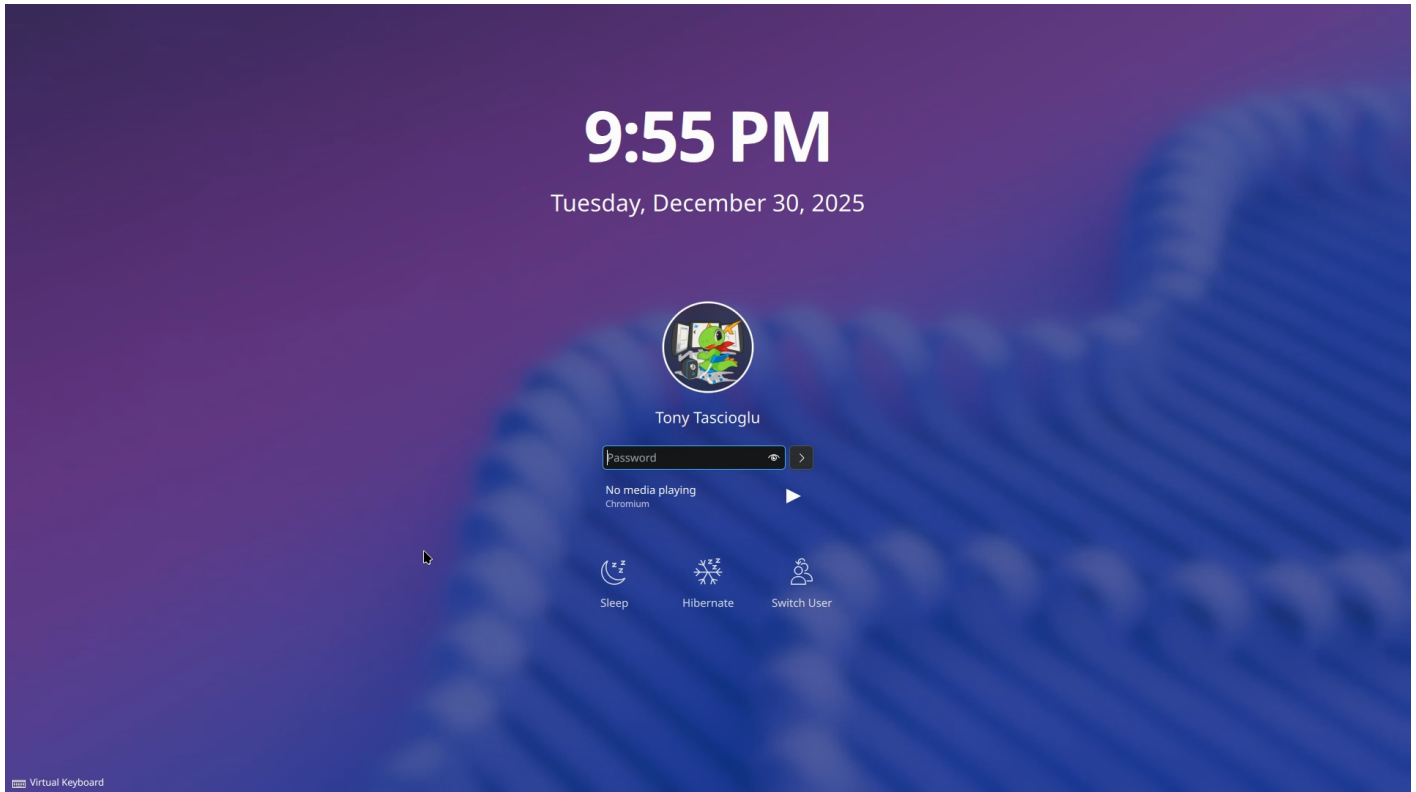 9:55 PM
Tuesday, December 30, 2025
Tony Tascioglu
Password
No media playing
Chromium
Sleep
Hibernate
Switch User
Virtual Keyboard